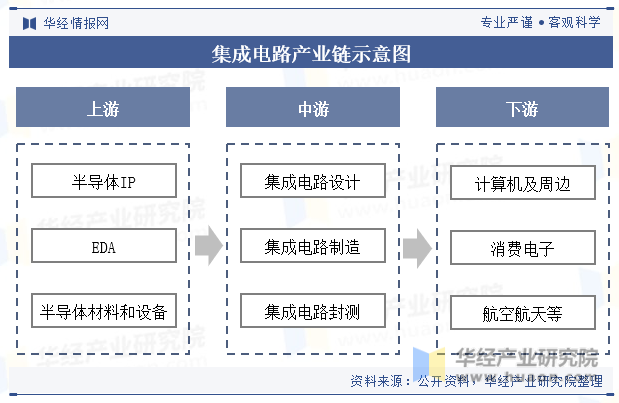 华经情报网
专业严谨 ● 客观科学
集成电路产业链示意图
上游
中游
下游
半导体IP
EDA
半导体材料和设备
集成电路设计
集成电路制造
集成电路封测
计算机及周边
消费电子
航空航天等
华经产业研究院
www.huaon.com
资料来源：公开资料，华经产业研究院整理